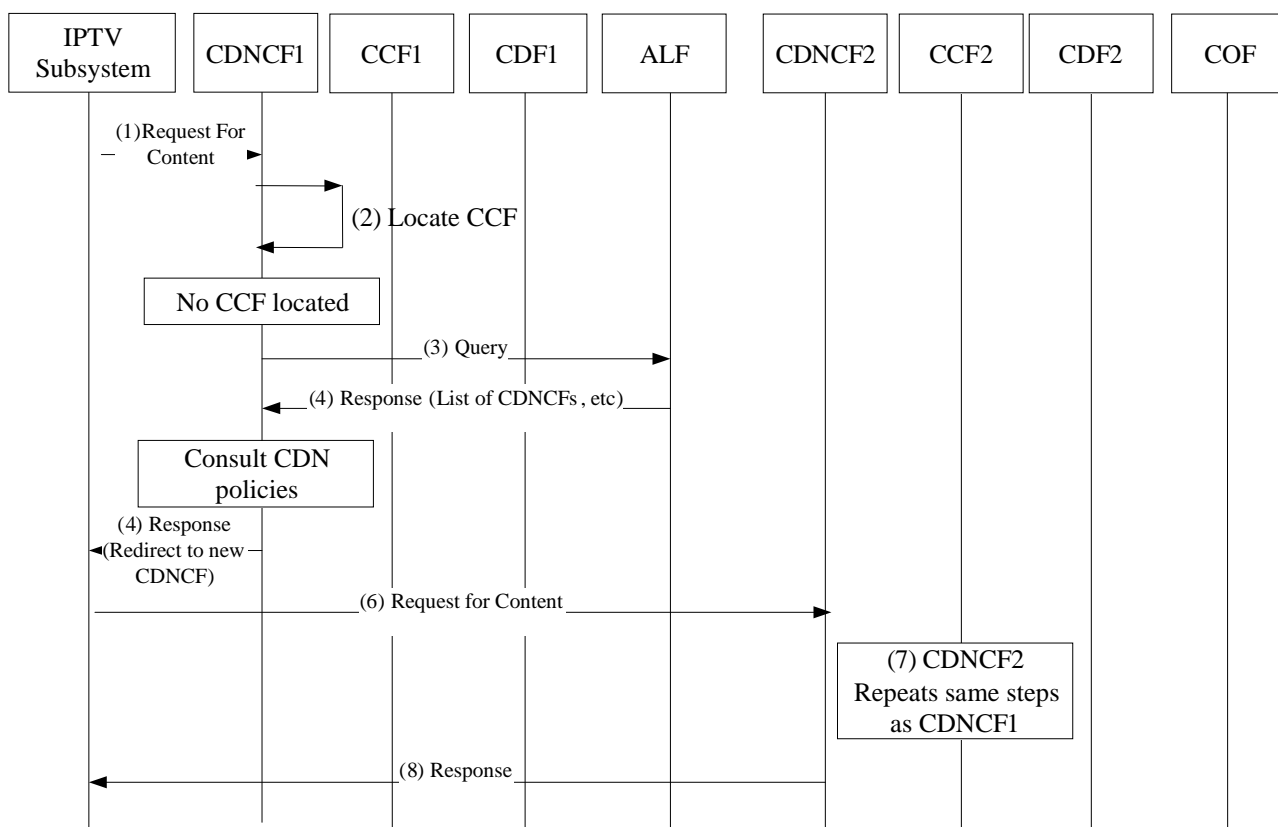 IPTV
Subsystem
CDNCF1
CCF1
CDF1
ALF
CDNCF2
CCF2
CDF2
COF
(1)Request For
Content
(2) Locate CCF
No CCF located
(3) Query
(4) Response (List of CDNCFs , etc)
Consult CDN
policies
(4) Response
(Redirect to new
CDNCF)
(6) Request for Content
(7) CDNCF2
Repeats same steps
as CDNCF1
(8) Response